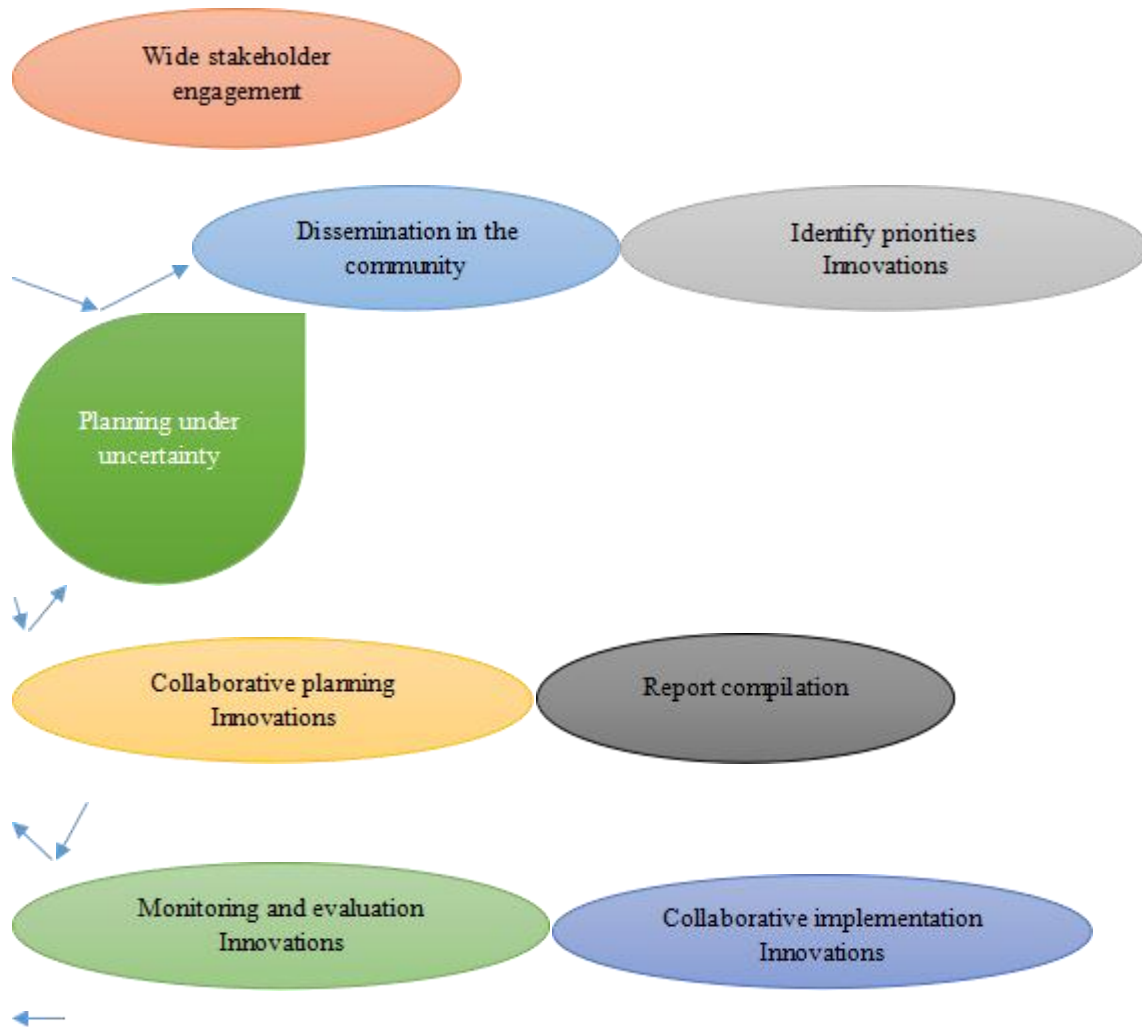 Wide stakeholder
engagement
Dissemination in the
community
Identify priorities
Innovations
Planning under
uncertainty
Collaborative planning
Innovations
Report compilation
Monitoring and evaluation
Innovations
Collaborative implementation
Innovations